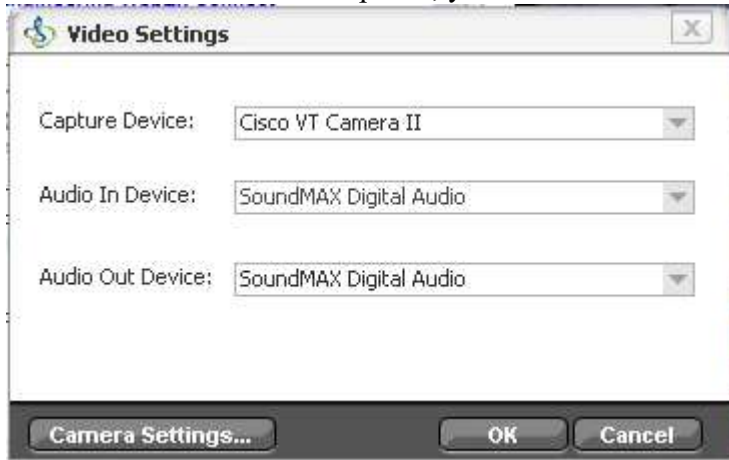 Video Settings
Capture Device: Cisco VT Camera II
Audio In Device: SoundMAX Digital Audio
Audio Out Device: SoundMAX Digital Audio
Camera Settings... OK Cancel